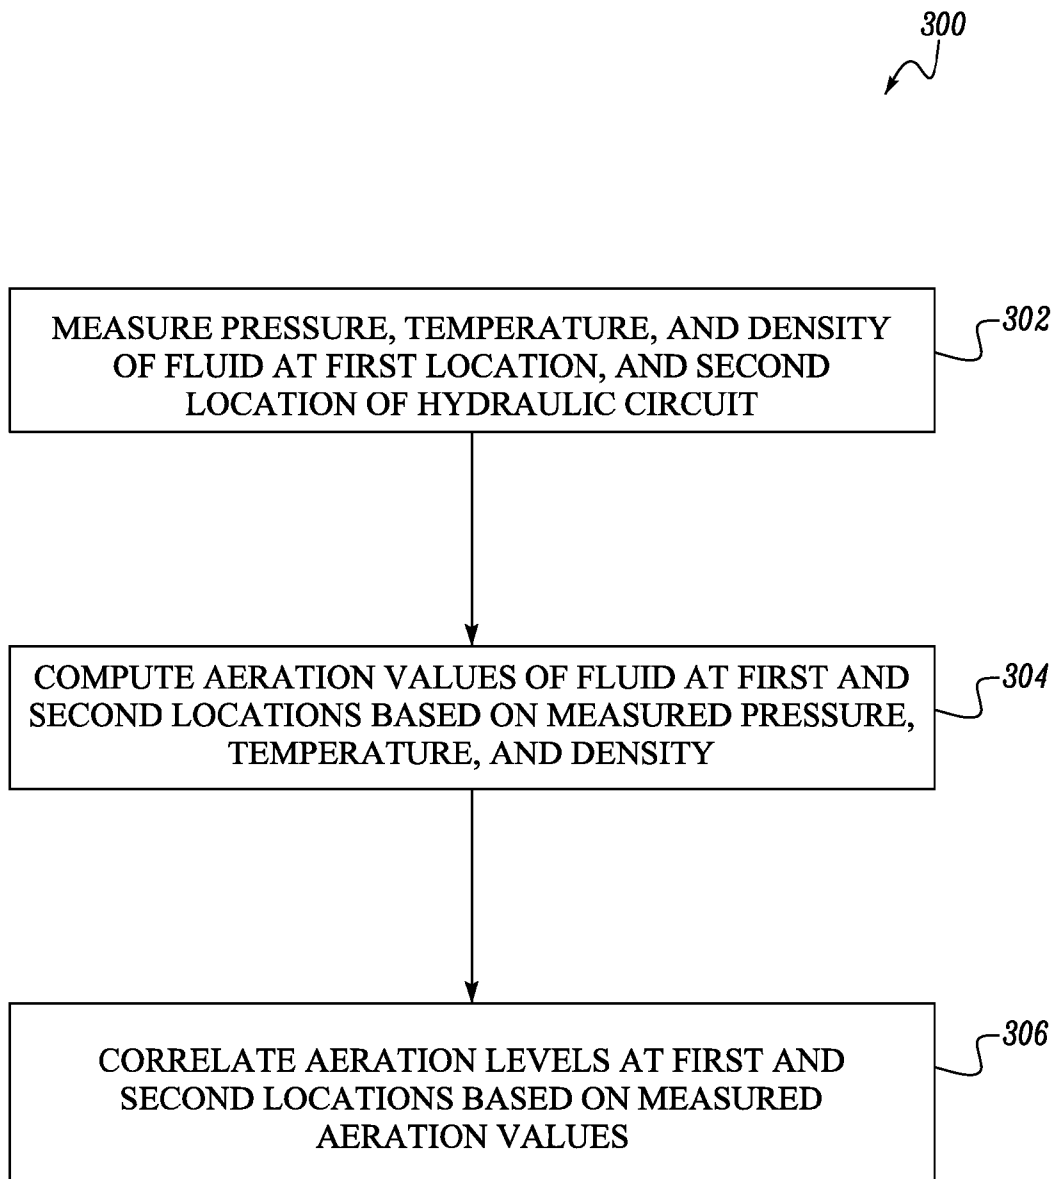 300
MEASURE PRESSURE, TEMPERATURE, AND DENSITY
OF FLUID AT FIRST LOCATION, AND SECOND
LOCATION OF HYDRAULIC CIRCUIT
302
COMPUTE AERATION VALUES OF FLUID AT FIRST AND
SECOND LOCATIONS BASED ON MEASURED PRESSURE,
TEMPERATURE, AND DENSITY
304
CORRELATE AERATION LEVELS AT FIRST AND
SECOND LOCATIONS BASED ON MEASURED
AERATION VALUES
306